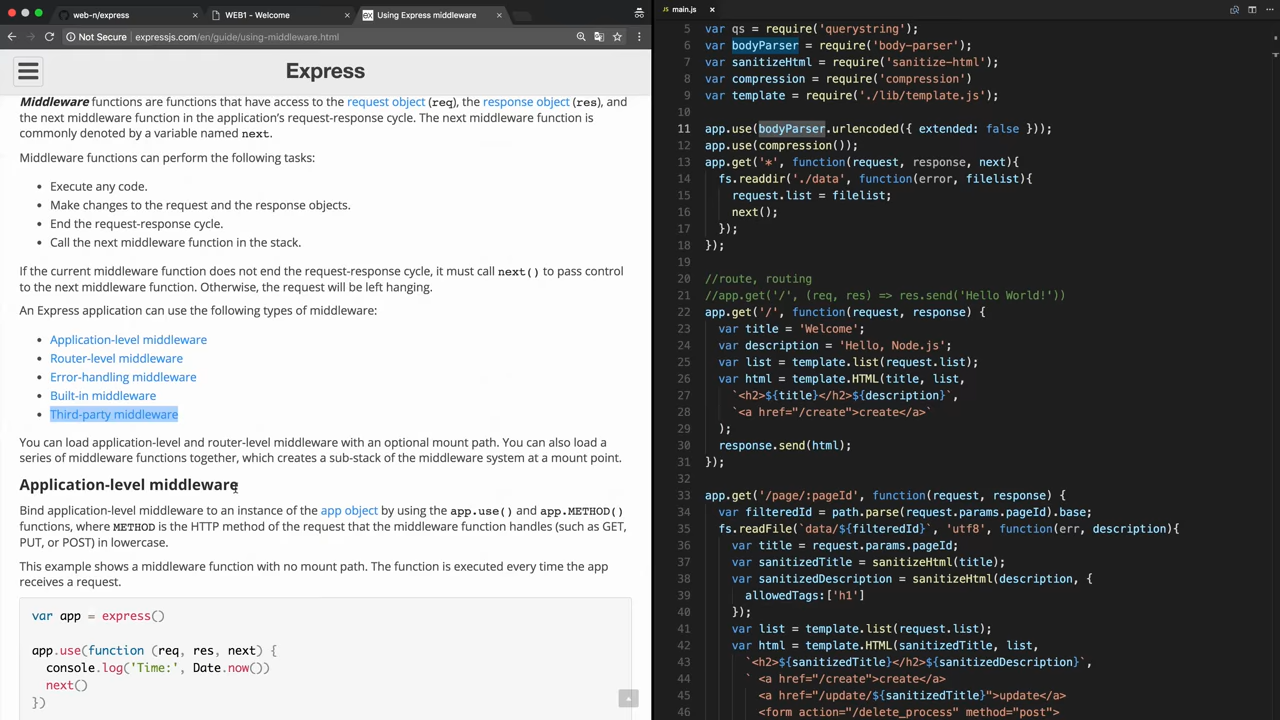 web-n/express
WEB1 - Welcome
Using Express middleware
Not Secure
expressjs.com/en/guide/using-middleware.html
Express
Middleware functions are functions that have access to the request object (req), the response object (res), and
the next middleware function in the application's request-response cycle. The next middleware function is
commonly denoted by a variable named next.
Middleware functions can perform the following tasks:
Execute any code.
Make changes to the request and the response objects.
End the request-response cycle.
Call the next middleware function in the stack.
If the current middleware function does not end the request-response cycle, it must call next() to pass control
to the next middleware function. Otherwise, the request will be left hanging.
An Express application can use the following types of middleware:
Application-level middleware
Router-level middleware
Error-handling middleware
Built-in middleware
Third-party middleware
You can load application-level and router-level middleware with an optional mount path. You can also load a
series of middleware functions together, which creates a sub-stack of the middleware system at a mount point.
Application-level middleware
Bind application-level middleware to an instance of the app object by using the app.use() and app.METHOD()
functions, where METHOD is the HTTP method of the request that the middleware function handles (such as GET,
PUT, or POST) in lowercase.
This example shows a middleware function with no mount path. The function is executed every time the app
receives a request.
var app = express()
app.use(function (req, res, next) {
console.log('Time:', Date.now())
next()
})
main.js
5 var qs = require('querystring');
6 var bodyParser = require('body-parser');
7 var sanitizeHtml = require('sanitize-html');
8 var compression = require('compression')
9 var template = require('./lib/template.js');
10
11 app.use(bodyParser.urlencoded({ extended: false }));
12 app.use(compression());
13 app.get('*', function(request, response, next){
14 fs.readdir('./data', function(error, filelist){
15 request.list = filelist;
16 next();
17 });
18 });
19
20 //route, routing
21 //app.get('/', (req, res) => res.send('Hello World!'))
22 app.get('/', function(request, response) {
23 var title = 'Welcome';
24 var description = 'Hello, Node.js';
25 var list = template.list(request.list);
26 var html = template.HTML(title, list,
27 `<h2>${title}</h2>${description}`,
28 `<a href="/create">create</a>`
29 );
30 response.send(html);
31 });
32
33 app.get('/page/:pageId', function(request, response) {
34 var filteredId = path.parse(request.params.pageId).base;
35 fs.readFile(`data/${filteredId}`, 'utf8', function(err, description){
36 var title = request.params.pageId;
37 var sanitizedTitle = sanitizeHtml(title);
38 var sanitizedDescription = sanitizeHtml(description, {
39 allowedTags:['h1']
40 });
41 var list = template.list(request.list);
42 var html = template.HTML(sanitizedTitle, list,
43 `<h2>${sanitizedTitle}</h2>${sanitizedDescription}`,
44 ` <a href="/create">create</a>
45 <a href="/update/${sanitizedTitle}">update</a>
46 <form action="/delete_process" method="post">